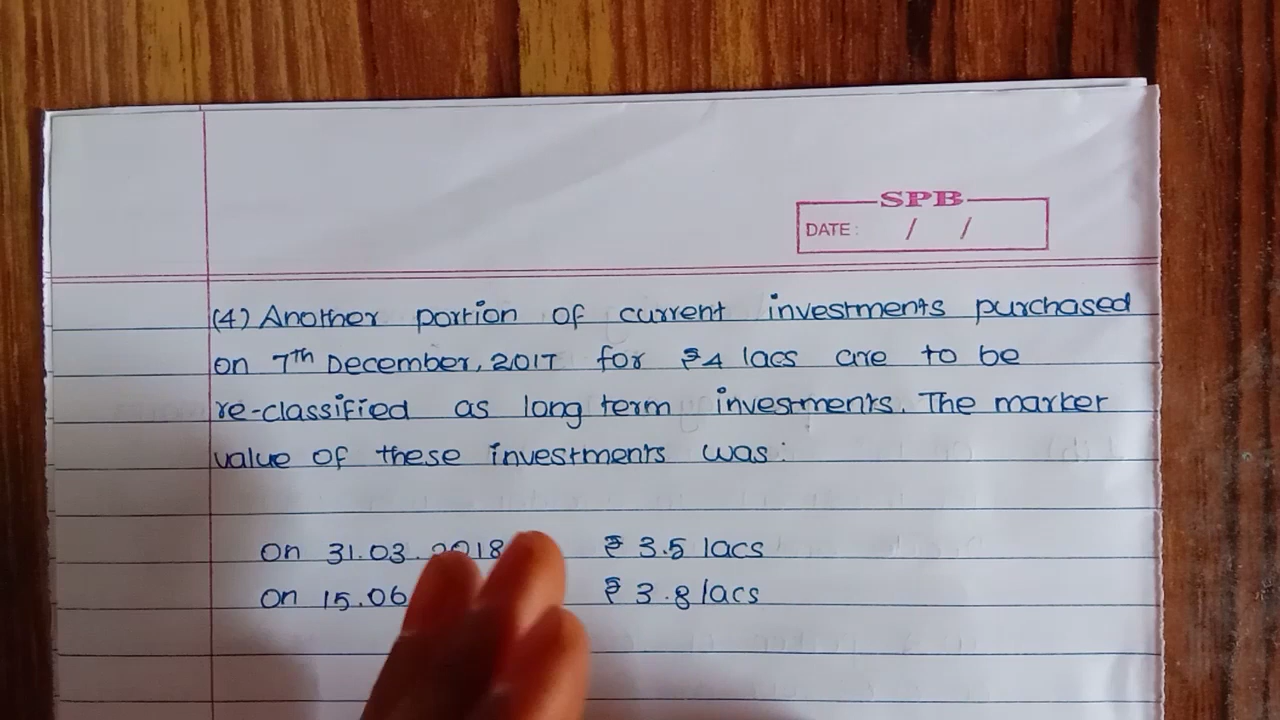 SPB
DATE: / /
(4) Another portion of current investments purchased
on 7th December, 2017 for ₹4 lacs are to be
re-classified as long term investments. The market
value of these investments was:
on 31.03.2018 ₹ 3.5 lacs
on 15.06 ₹ 3.8 lacs